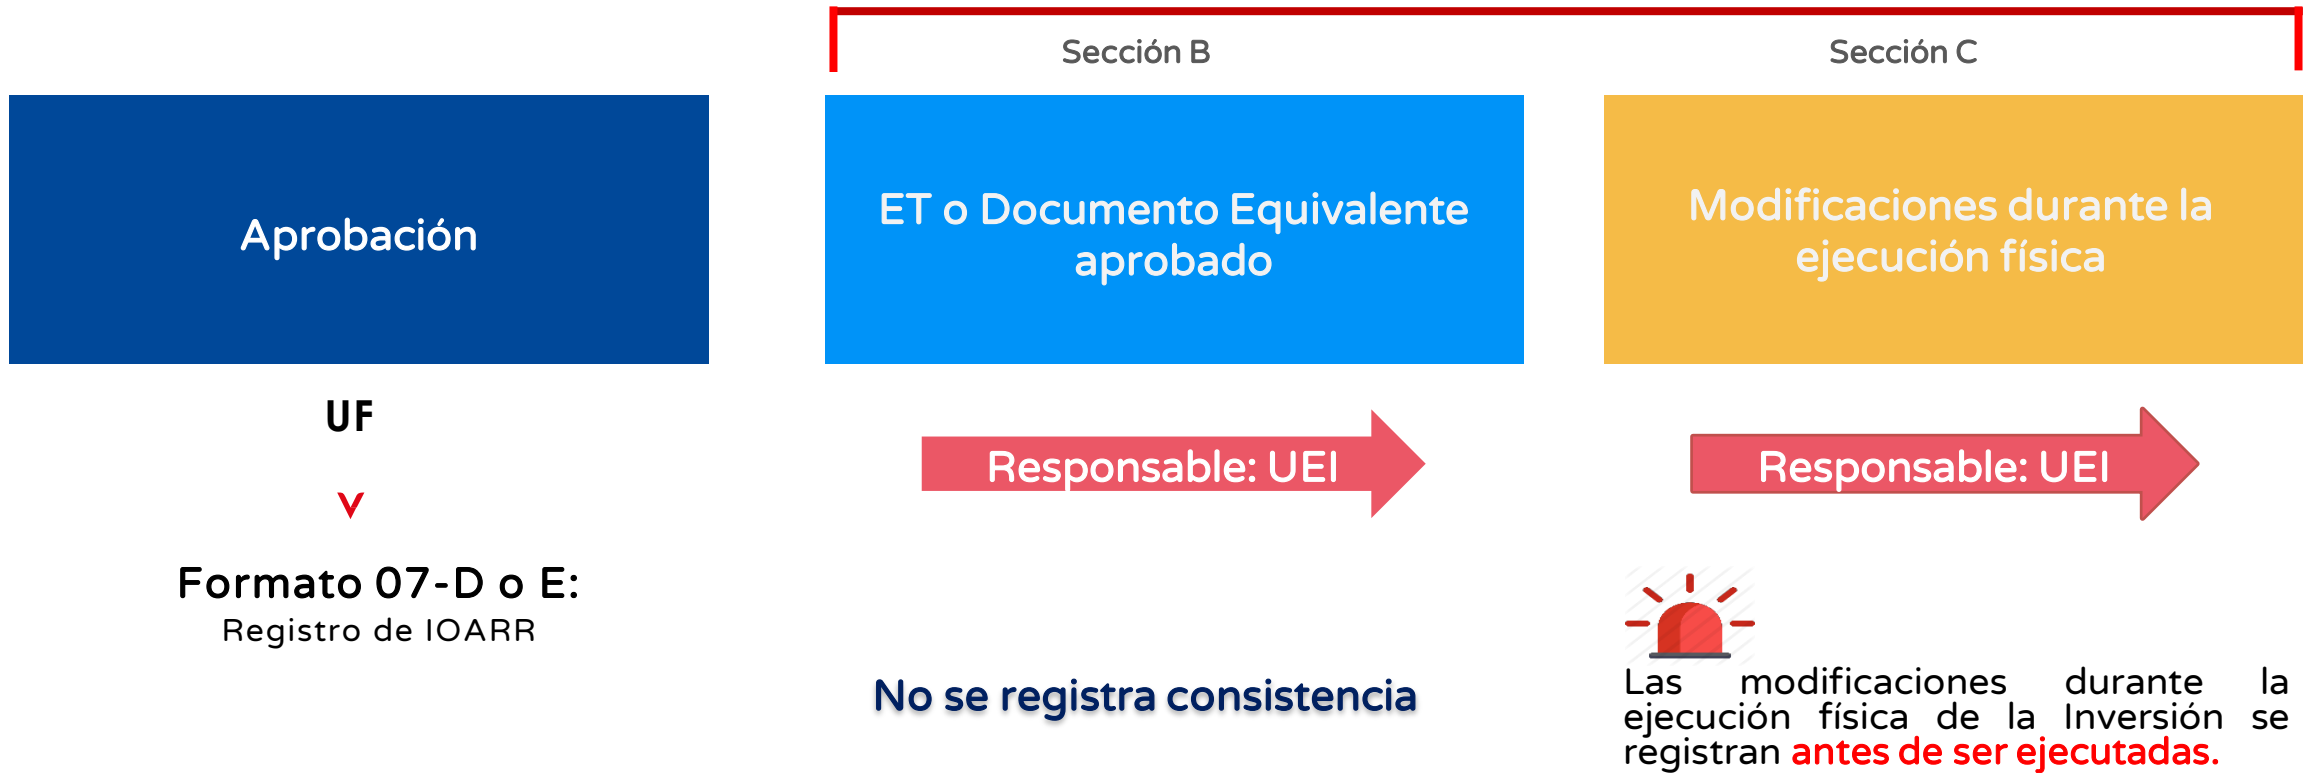 Sección B
Sección C
Aprobación
ET o Documento Equivalente
aprobado
Modificaciones durante la
ejecución física
UF
Responsable: UEI
Responsable: UEI
Formato 07-D o E:
Registro de IOARR
No se registra consistencia
Las modificaciones durante la
ejecución física de la Inversión se
registran antes de ser ejecutadas.